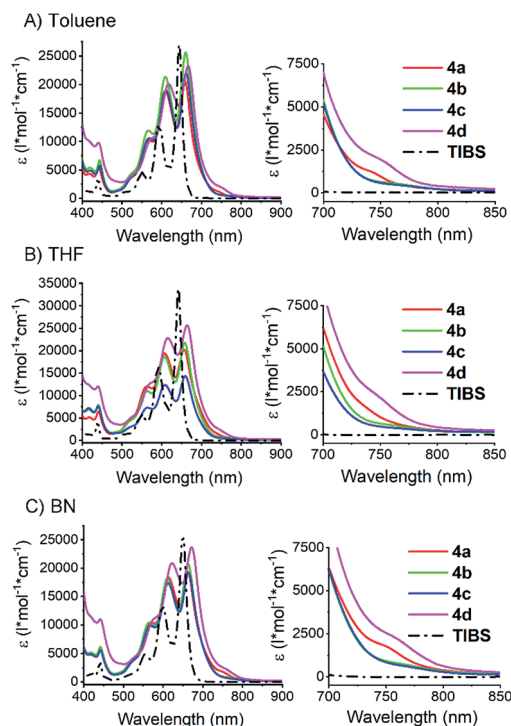 A) Toluene
ε (l*mol⁻¹*cm⁻¹)
25000
20000
15000
10000
5000
0
400 500 600 700 800 900
Wavelength (nm)
ε (l*mol⁻¹*cm⁻¹)
7500
5000
2500
0
700 750 800 850
Wavelength (nm)
4a
4b
4c
4d
TIBS
B) THF
ε (l*mol⁻¹*cm⁻¹)
35000
30000
25000
20000
15000
10000
5000
0
400 500 600 700 800 900
Wavelength (nm)
ε (l*mol⁻¹*cm⁻¹)
7500
5000
2500
0
700 750 800 850
Wavelength (nm)
4a
4b
4c
4d
TIBS
C) BN
ε (l*mol⁻¹*cm⁻¹)
25000
20000
15000
10000
5000
0
400 500 600 700 800 900
Wavelength (nm)
ε (l*mol⁻¹*cm⁻¹)
7500
5000
2500
0
700 750 800 850
Wavelength (nm)
4a
4b
4c
4d
TIBS